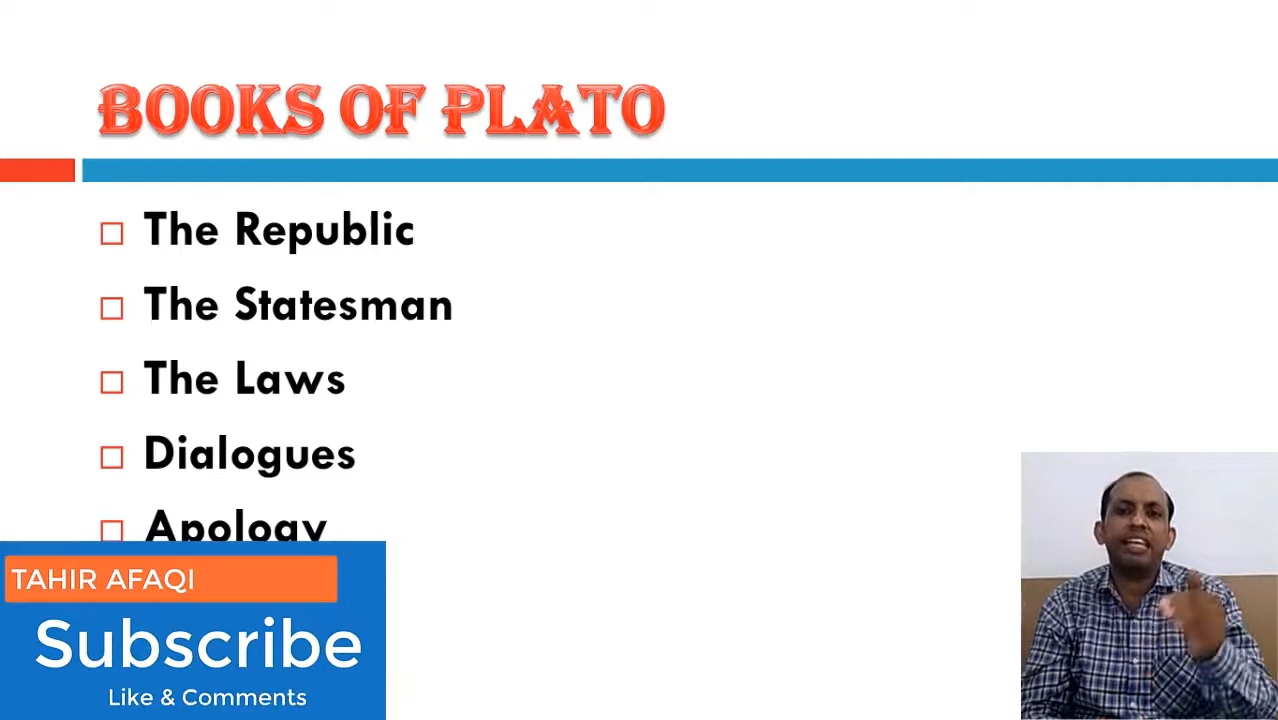 BOOKS OF PLATO
The Republic
The Statesman
The Laws
Dialogues
Apology
TAHIR AFAQI
Subscribe
Like & Comments